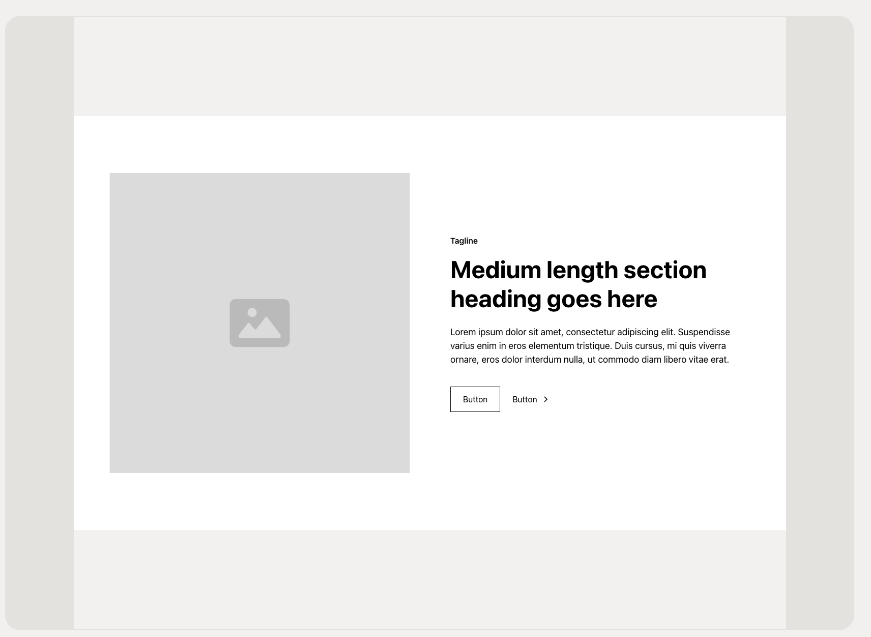 Tagline
Medium length section
heading goes here
Lorem ipsum dolor sit amet, consectetur adipiscing elit. Suspendisse
varius enim in eros elementum tristique. Duis cursus, mi quis viverra
ornare, eros dolor interdum nulla, ut commodo diam libero vitae erat.
Button
Button